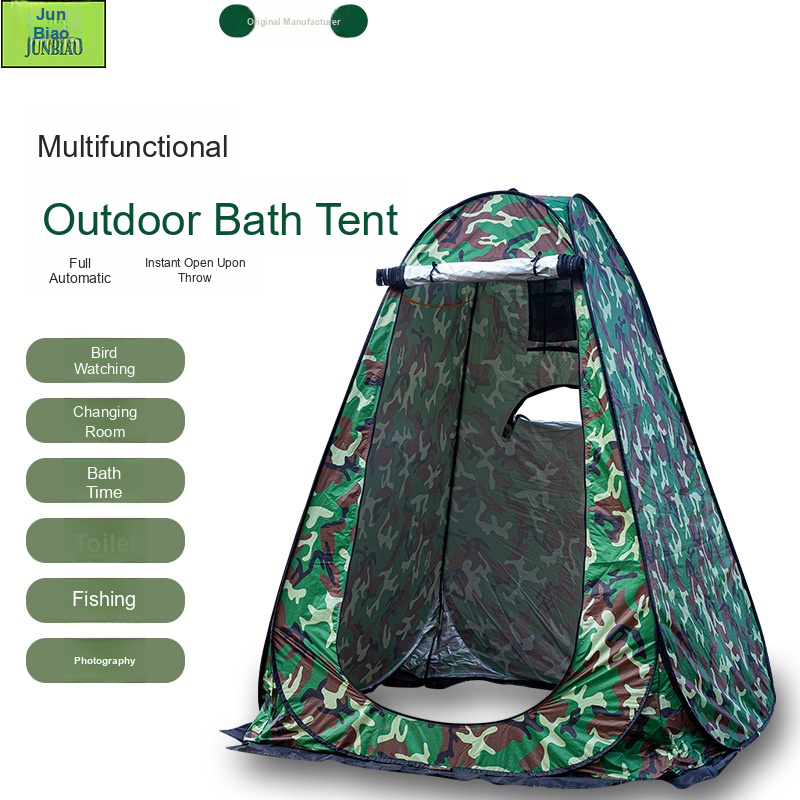 Jun
Biao
JUNBIAO
Original Manufacturer
Multifunctional
Outdoor Bath Tent
Full
Automatic
Instant Open Upon
Throw
Bird
Watching
Changing
Room
Bath
Time
Toilet
Fishing
Photography